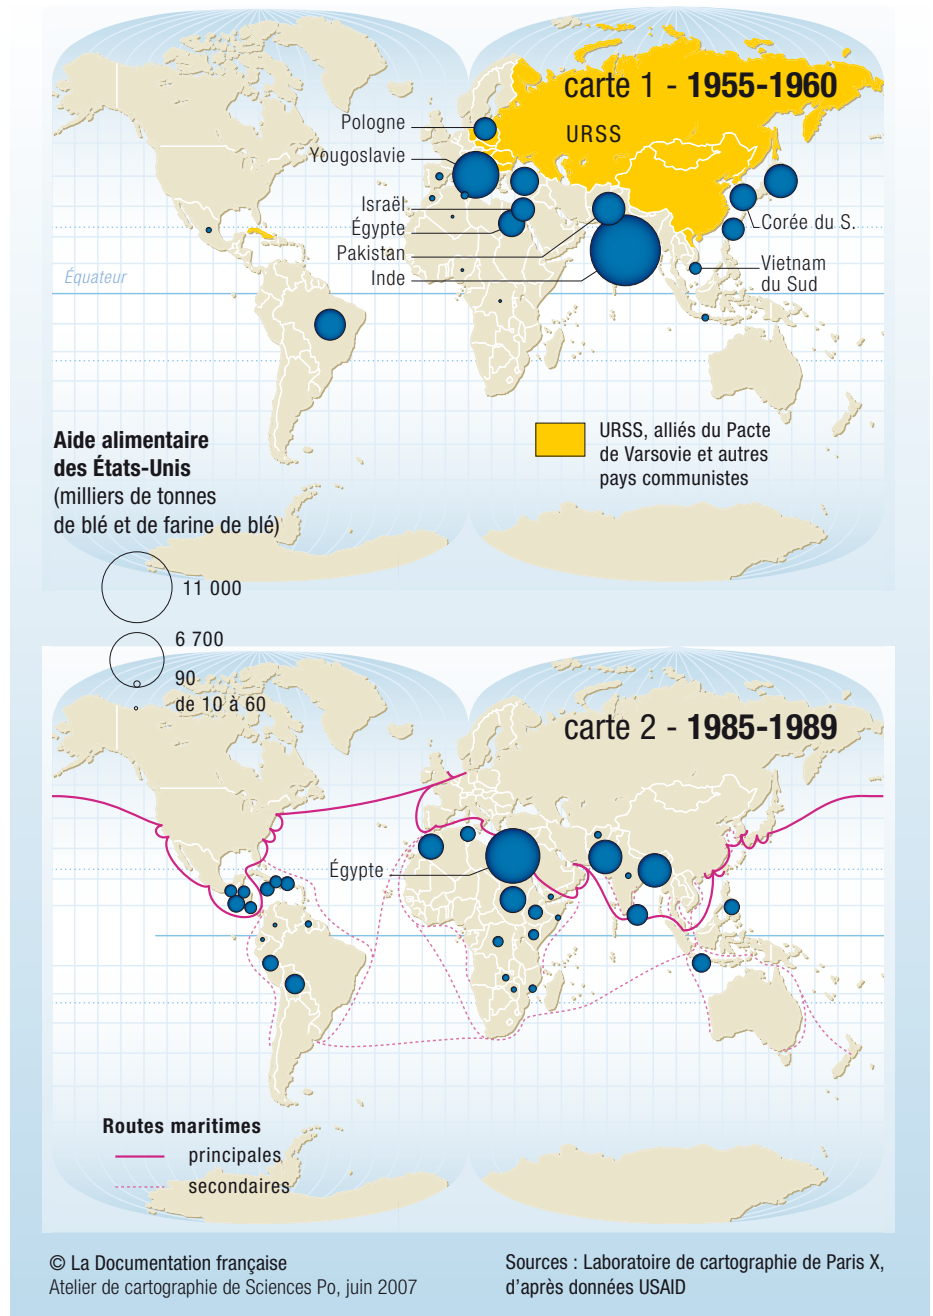 carte 1 - 1955-1960
URSS
Pologne
Yougoslavie
Israël
Égypte
Pakistan
Inde
Corée du S.
Vietnam
du Sud
Équateur
Aide alimentaire
des États-Unis
(milliers de tonnes
de blé et de farine de blé)
11 000
6 700
90
de 10 à 60
URSS, alliés du Pacte
de Varsovie et autres
pays communistes
carte 2 - 1985-1989
Égypte
Routes maritimes
principales
secondaires
© La Documentation française
Atelier de cartographie de Sciences Po, juin 2007
Sources : Laboratoire de cartographie de Paris X,
d'après données USAID